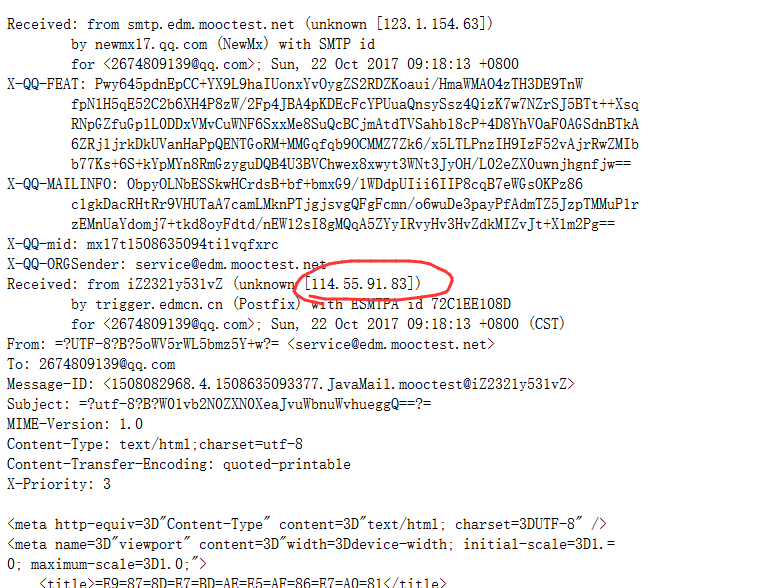 Received: from smtp.edm.mooctest.net (unknown [123.1.154.63])
by newmx17.qq.com (NewMx) with SMTP id
for <2674809139@qq.com>; Sun, 22 Oct 2017 09:18:13 +0800
X-QQ-FEAT: Pwy645pdnEpCC+YX9L9haIUonxYvOygZS2RDZKoaui/HmaWMAO4zTH3DE9TnW
fpN1H5qE52C2b6XH4P8zW/2Fp4JBA4pKDEcFcYPUuaQnsySsz4QizK7w7NZrSJ5BTt++Xsq
RNpGZfuGp1L0DDxVMvCuWNF6SxxMe8SuQcBCjmAtdTVSahb18cP+4D8YhVOaF0AGSdnBTkA
6ZRj1jrkDkUVanHaPpQENTGoRM+MMGqfqb9OCMMZ7Zk6/x5LTLPnzIH9IzF52vAjrRwZMIb
b77Ks+6S+kYpMYn8RmGzyguDQB4U3BVChwex8xwyt3WNt3JyOH/L02eZXOuwnjhgnfjw==
X-QQ-MAILINFO: ObpyOLNbESSkwHCrdsB+bf+bmxG9/1WDdpUIii6IIP8cqB7eWGsOKPz86
c1gkDacRHtRr9VHUTaA7camLMknPTjgjsvgQFgFcmn/o6wuDe3payPfAdmTZ5JzpTMMuP1r
zEMnUaYdomj7+tkd8oyFdtd/nEW12sI8gMQqA5ZYyIRvyHv3HvZdkMIZvJt+X1m2Pg==
X-QQ-mid: mx17t1508635094ti1vqfxrc
X-QQ-ORGSender: service@edm.mooctest.net
Received: from iZ2321y531vZ (unknown [114.55.91.83])
by trigger.edmcn.cn (Postfix) with ESMTPA id 72C1EE108D
for <2674809139@qq.com>; Sun, 22 Oct 2017 09:18:13 +0800 (CST)
From: =?UTF-8?B?5oWV5rWL5bmz5Y+w?= <service@edm.mooctest.net>
To: 2674809139@qq.com
Message-ID: <1508082968.4.1508635093377.JavaMail.mooctest@iZ2321y531vZ>
Subject: =?utf-8?B?W01vb2N0ZXN0XeaJvuWbnuWvhueggQ==?=
MIME-Version: 1.0
Content-Type: text/html;charset=utf-8
Content-Transfer-Encoding: quoted-printable
X-Priority: 3
<meta http-equiv=3D"Content-Type" content=3D"text/html; charset=3DUTF-8" />
<meta name=3D"viewport" content=3D"width=3Ddevice-width; initial-scale=3D1.=
0; maximum-scale=3D1.0;">
<title>=E9=87=8D=E7=BD=AE=E5=AF=86=E7=A0=81</title>